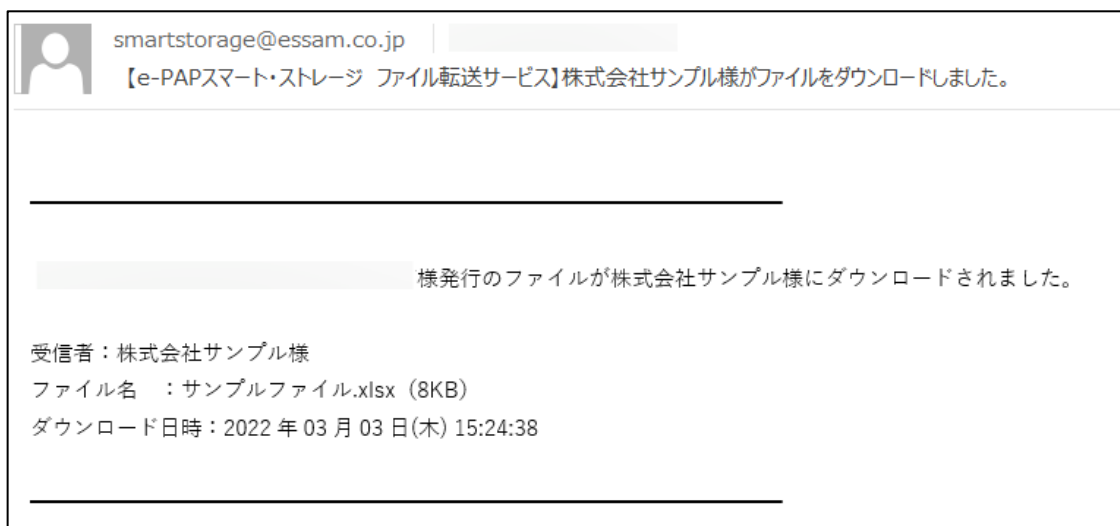 smartstorage@essam.co.jp
【e-PAPスマート・ストレージ ファイル転送サービス】株式会社サンプル様がファイルをダウンロードしました。
様発行のファイルが株式会社サンプル様にダウンロードされました。
受信者：株式会社サンプル様
ファイル名　：サンプルファイル.xlsx（8KB）
ダウンロード日時：2022 年 03 月 03 日(木) 15:24:38